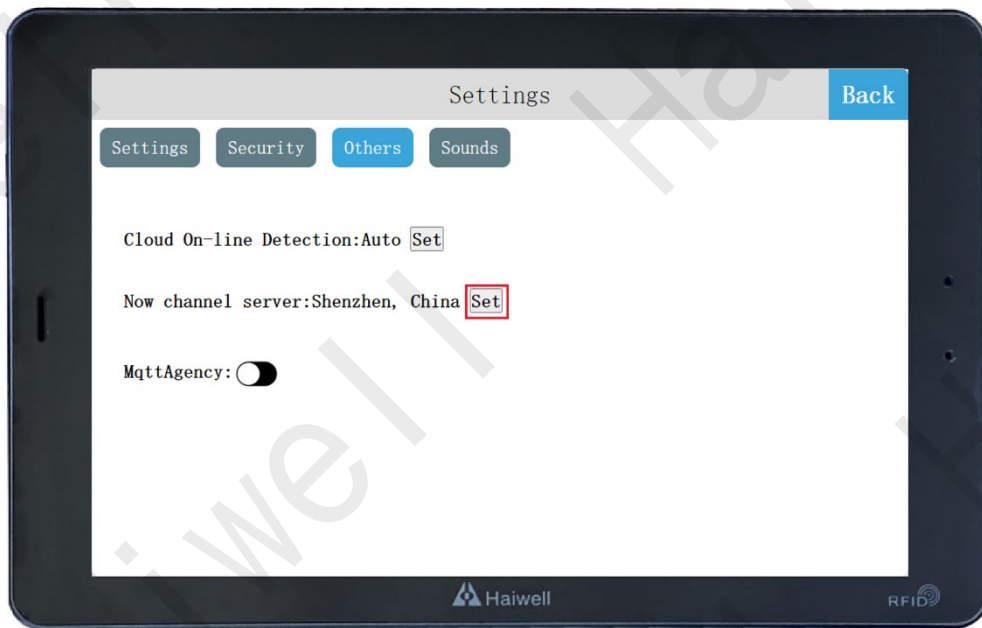 Settings
Back
Settings Security Others Sounds
Cloud On-line Detection:Auto Set
Now channel server:Shenzhen, China Set
MqttAgency:
Haiwell
RFID